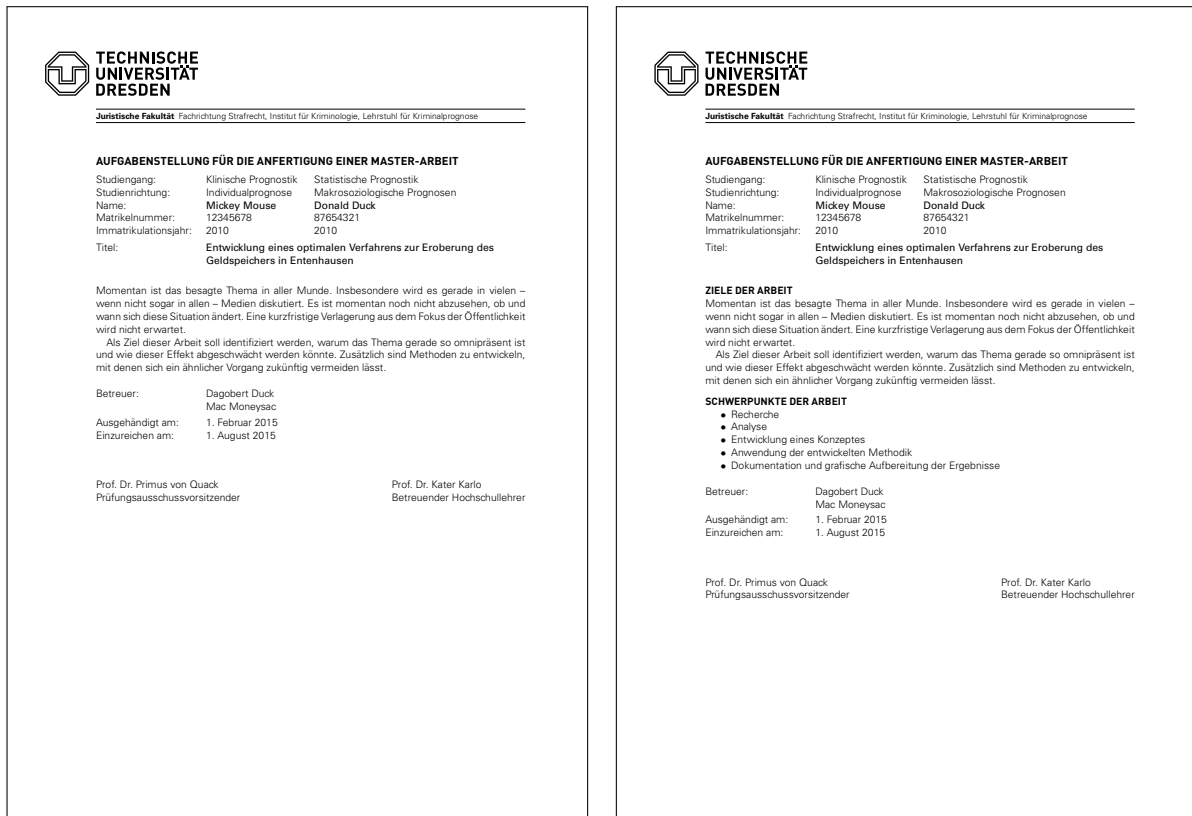 TECHNISCHE
UNIVERSITÄT
DRESDEN
Juristische Fakultät Fachrichtung Strafrecht, Institut für Kriminologie, Lehrstuhl für Kriminalprognose
AUFGABENSTELLUNG FÜR DIE ANFERTIGUNG EINER MASTER-ARBEIT
Studiengang: Klinische Prognostik Statistische Prognostik
Studienrichtung: Individualprognose Makrosoziologische Prognosen
Name: Mickey Mouse Donald Duck
Matrikelnummer: 12345678 87654321
Immatrikulationsjahr: 2010 2010
Titel: Entwicklung eines optimalen Verfahrens zur Eroberung des
Geldspeichers in Entenhausen
Momentan ist das besagte Thema in aller Munde. Insbesondere wird es gerade in vielen –
wenn nicht sogar in allen – Medien diskutiert. Es ist momentan noch nicht abzusehen, ob und
wann sich diese Situation ändert. Eine kurzfristige Verlagerung aus dem Fokus der Öffentlichkeit
wird nicht erwartet.
Als Ziel dieser Arbeit soll identifiziert werden, warum das Thema gerade so omnipräsent ist
und wie dieser Effekt abgeschwächt werden könnte. Zusätzlich sind Methoden zu entwickeln,
mit denen sich ein ähnlicher Vorgang zukünftig vermeiden lässt.
Betreuer: Dagobert Duck
Mac Moneysac
Ausgehändigt am: 1. Februar 2015
Einzureichen am: 1. August 2015
Prof. Dr. Primus von Quack Prof. Dr. Kater Karlo
Prüfungsausschussvorsitzender Betreuender Hochschullehrer
TECHNISCHE
UNIVERSITÄT
DRESDEN
Juristische Fakultät Fachrichtung Strafrecht, Institut für Kriminologie, Lehrstuhl für Kriminalprognose
AUFGABENSTELLUNG FÜR DIE ANFERTIGUNG EINER MASTER-ARBEIT
Studiengang: Klinische Prognostik Statistische Prognostik
Studienrichtung: Individualprognose Makrosoziologische Prognosen
Name: Mickey Mouse Donald Duck
Matrikelnummer: 12345678 87654321
Immatrikulationsjahr: 2010 2010
Titel: Entwicklung eines optimalen Verfahrens zur Eroberung des
Geldspeichers in Entenhausen
ZIELE DER ARBEIT
Momentan ist das besagte Thema in aller Munde. Insbesondere wird es gerade in vielen –
wenn nicht sogar in allen – Medien diskutiert. Es ist momentan noch nicht abzusehen, ob und
wann sich diese Situation ändert. Eine kurzfristige Verlagerung aus dem Fokus der Öffentlichkeit
wird nicht erwartet.
Als Ziel dieser Arbeit soll identifiziert werden, warum das Thema gerade so omnipräsent ist
und wie dieser Effekt abgeschwächt werden könnte. Zusätzlich sind Methoden zu entwickeln,
mit denen sich ein ähnlicher Vorgang zukünftig vermeiden lässt.
SCHWERPUNKTE DER ARBEIT
• Recherche
• Analyse
• Entwicklung eines Konzeptes
• Anwendung der entwickelten Methodik
• Dokumentation und grafische Aufbereitung der Ergebnisse
Betreuer: Dagobert Duck
Mac Moneysac
Ausgehändigt am: 1. Februar 2015
Einzureichen am: 1. August 2015
Prof. Dr. Primus von Quack Prof. Dr. Kater Karlo
Prüfungsausschussvorsitzender Betreuender Hochschullehrer